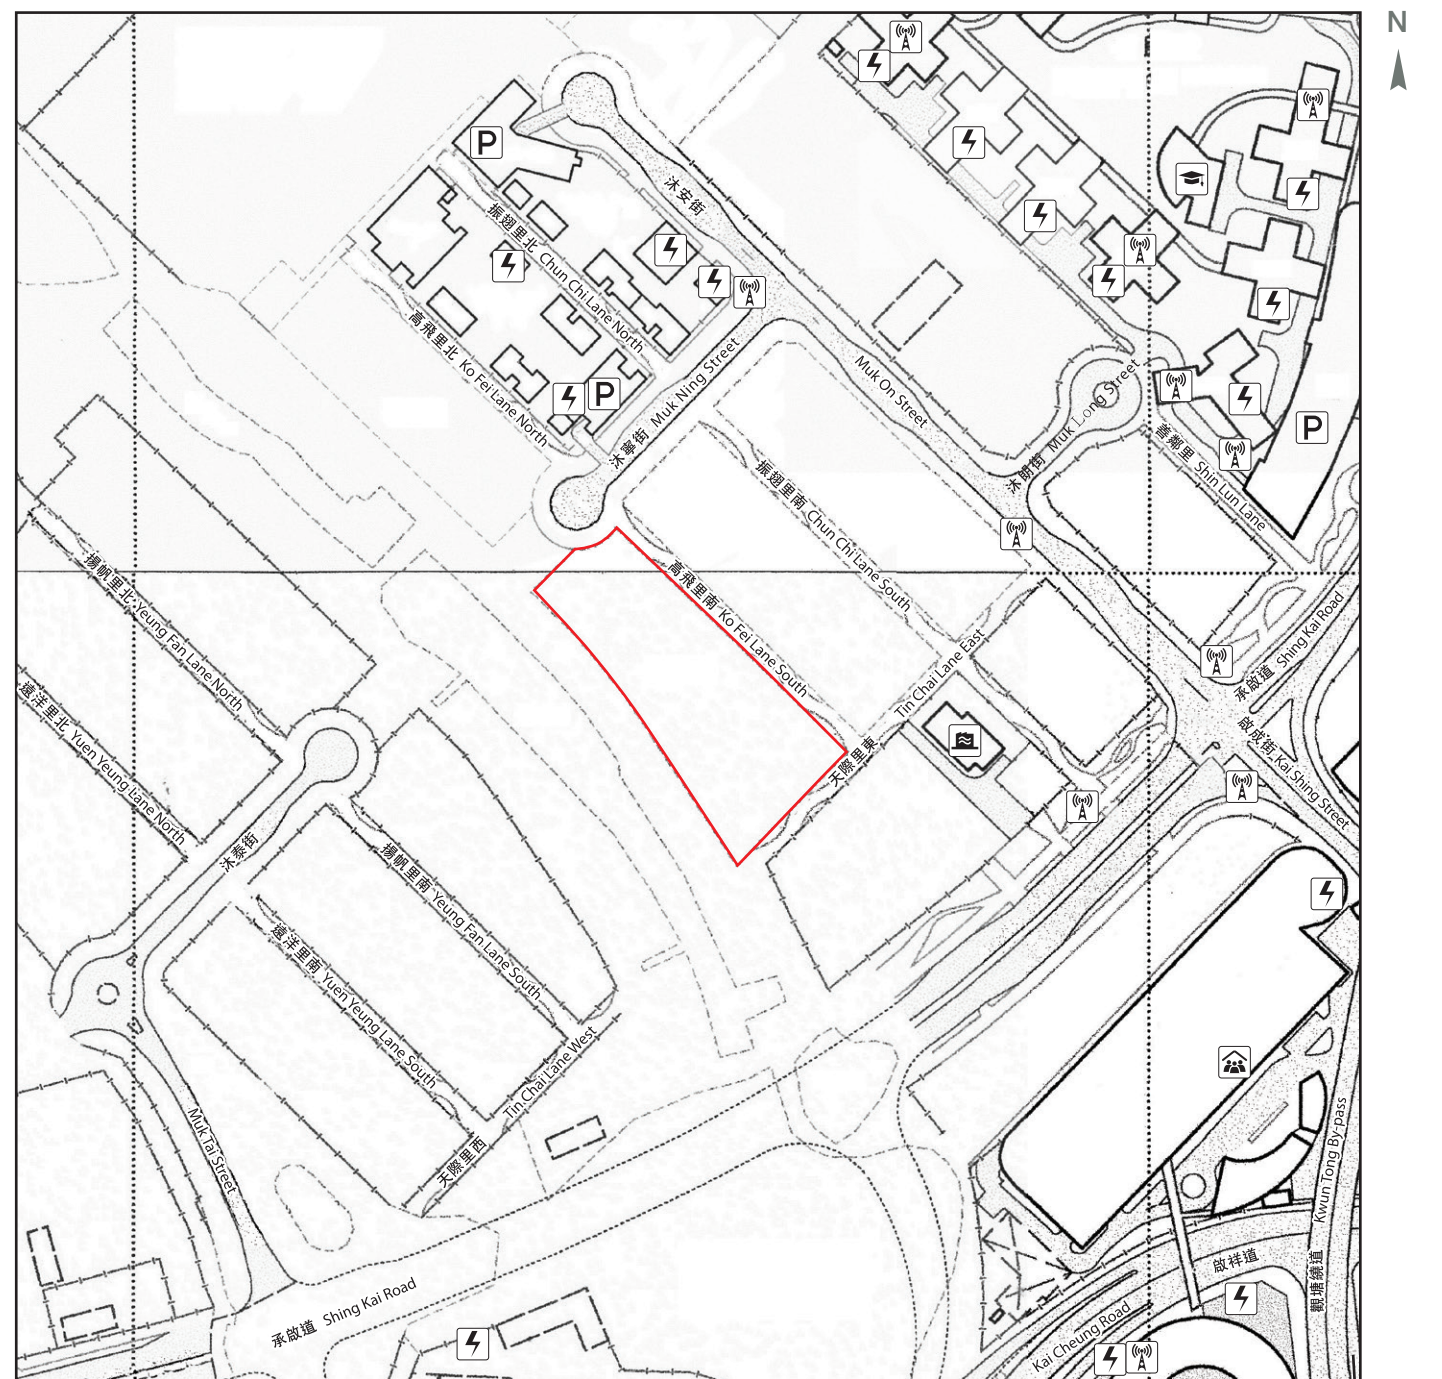 N
P
沐安街
振翅里北 Chun Chi Lane North
高飛里北 Ko Fei Lane North
P
沐寧街 Muk Ning Street
Muk On Street
沐朗街 Muk Long Street
善鄰里 Shin Lun Lane
P
振翅里南 Chun Chi Lane South
高飛里南 Ko Fei Lane South
天際里東 Tin Chai Lane East
承啟道 Shing Kai Road
啟成街 Kai Shing Street
揚帆里北 Yeung Fan Lane North
遠洋里北 Yuen Yeung Lane North
沐泰街
揚帆里南 Yeung Fan Lane South
遠洋里南 Yuen Yeung Lane South
天際里西 Tin Chai Lane West
Muk Tai Street
承啟道 Shing Kai Road
觀塘繞道 Kwun Tong By-pass
啟祥道
Kai Cheung Road